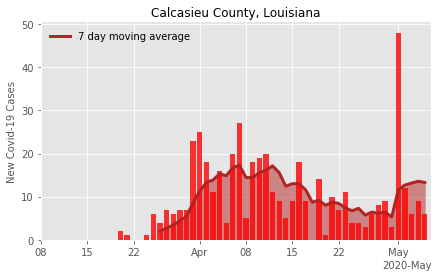 Calcasieu County, Louisiana
7 day moving average
New Covid-19 Cases
50
40
30
20
10
0
08 15 22 Apr 08 15 22 May
2020-May